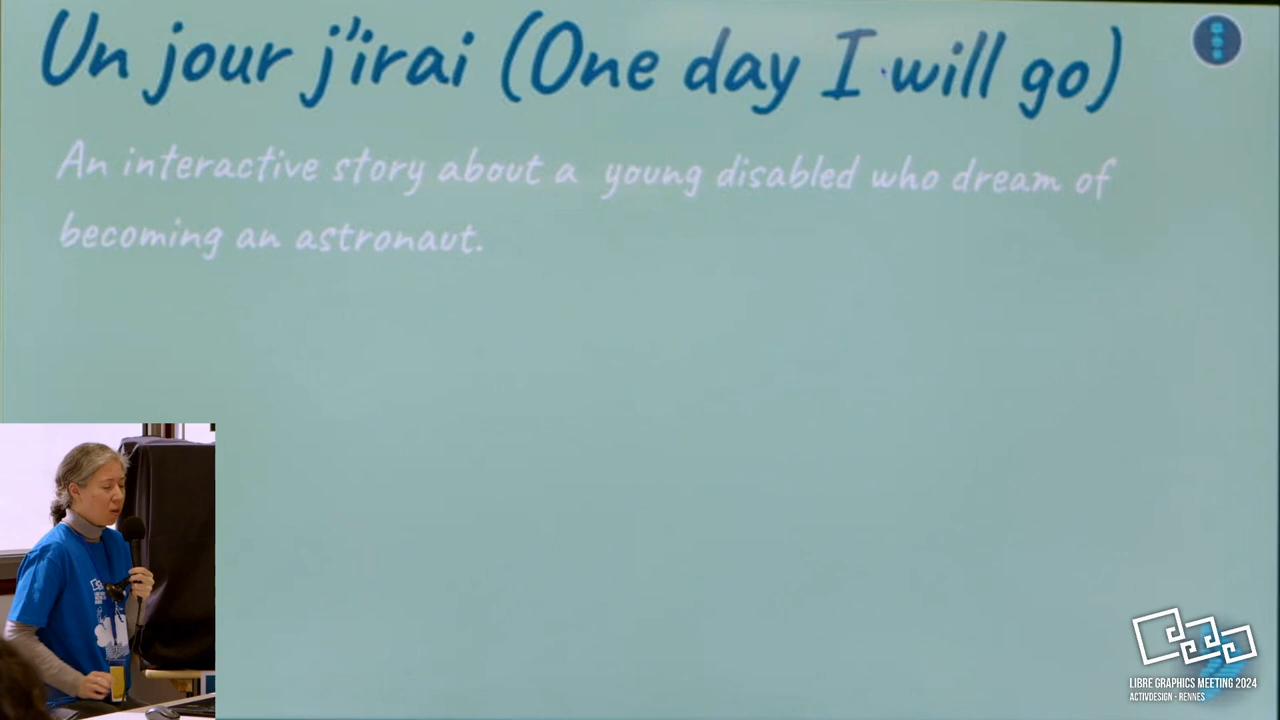 Un jour j'irai (One day I will go)
An interactive story about a young disabled who dream of
becoming an astronaut.
LIBRE GRAPHICS MEETING 2024
ACTIVDESIGN - RENNES